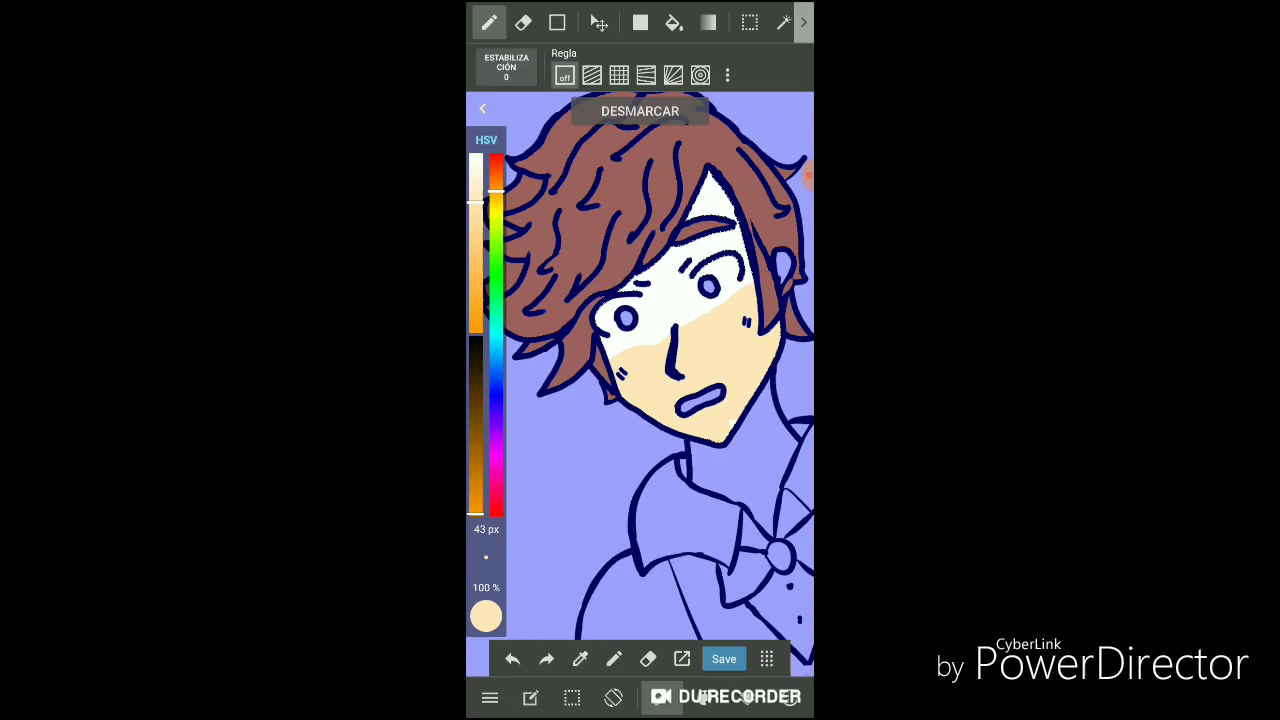 ESTABILIZA
CIÓN
0
Regla
off
DESMARCAR
HSV
43 px
100 %
Save
DU RECORDER
CyberLink
by PowerDirector